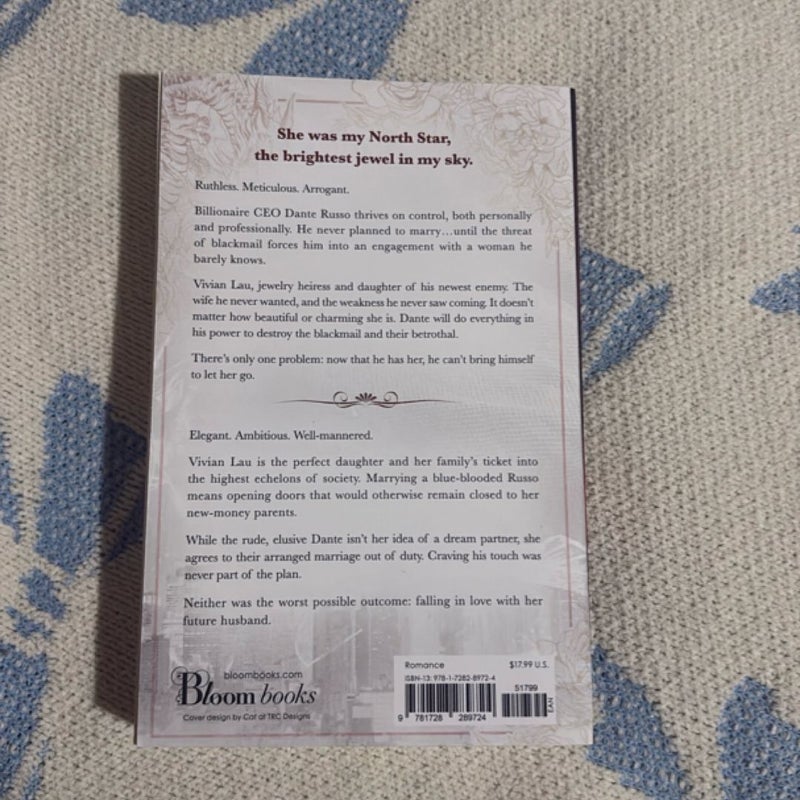 She was my North Star,
the brightest jewel in my sky.
Ruthless. Meticulous. Arrogant.
Billionaire CEO Dante Russo thrives on control, both personally
and professionally. He never planned to marry…until the threat
of blackmail forces him into an engagement with a woman he
barely knows.
Vivian Lau, jewelry heiress and daughter of his newest enemy. The
wife he never wanted, and the weakness he never saw coming. It doesn't
matter how beautiful or charming she is. Dante will do everything in
his power to destroy the blackmail and their betrothal.
There's only one problem: now that he has her, he can't bring himself
to let her go.
Elegant. Ambitious. Well-mannered.
Vivian Lau is the perfect daughter and her family's ticket into
the highest echelons of society. Marrying a blue-blooded Russo
means opening doors that would otherwise remain closed to her
new-money parents.
While the rude, elusive Dante isn't her idea of a dream partner, she
agrees to their arranged marriage out of duty. Craving his touch was
never part of the plan.
Neither was the worst possible outcome: falling in love with her
future husband.
bloombooks.com
Bloom books
Cover design by Cat at TRC Designs
Romance $17.99 U.S.
ISBN-13: 978-1-7282-8972-4
51799
9 781728 289724
EAN